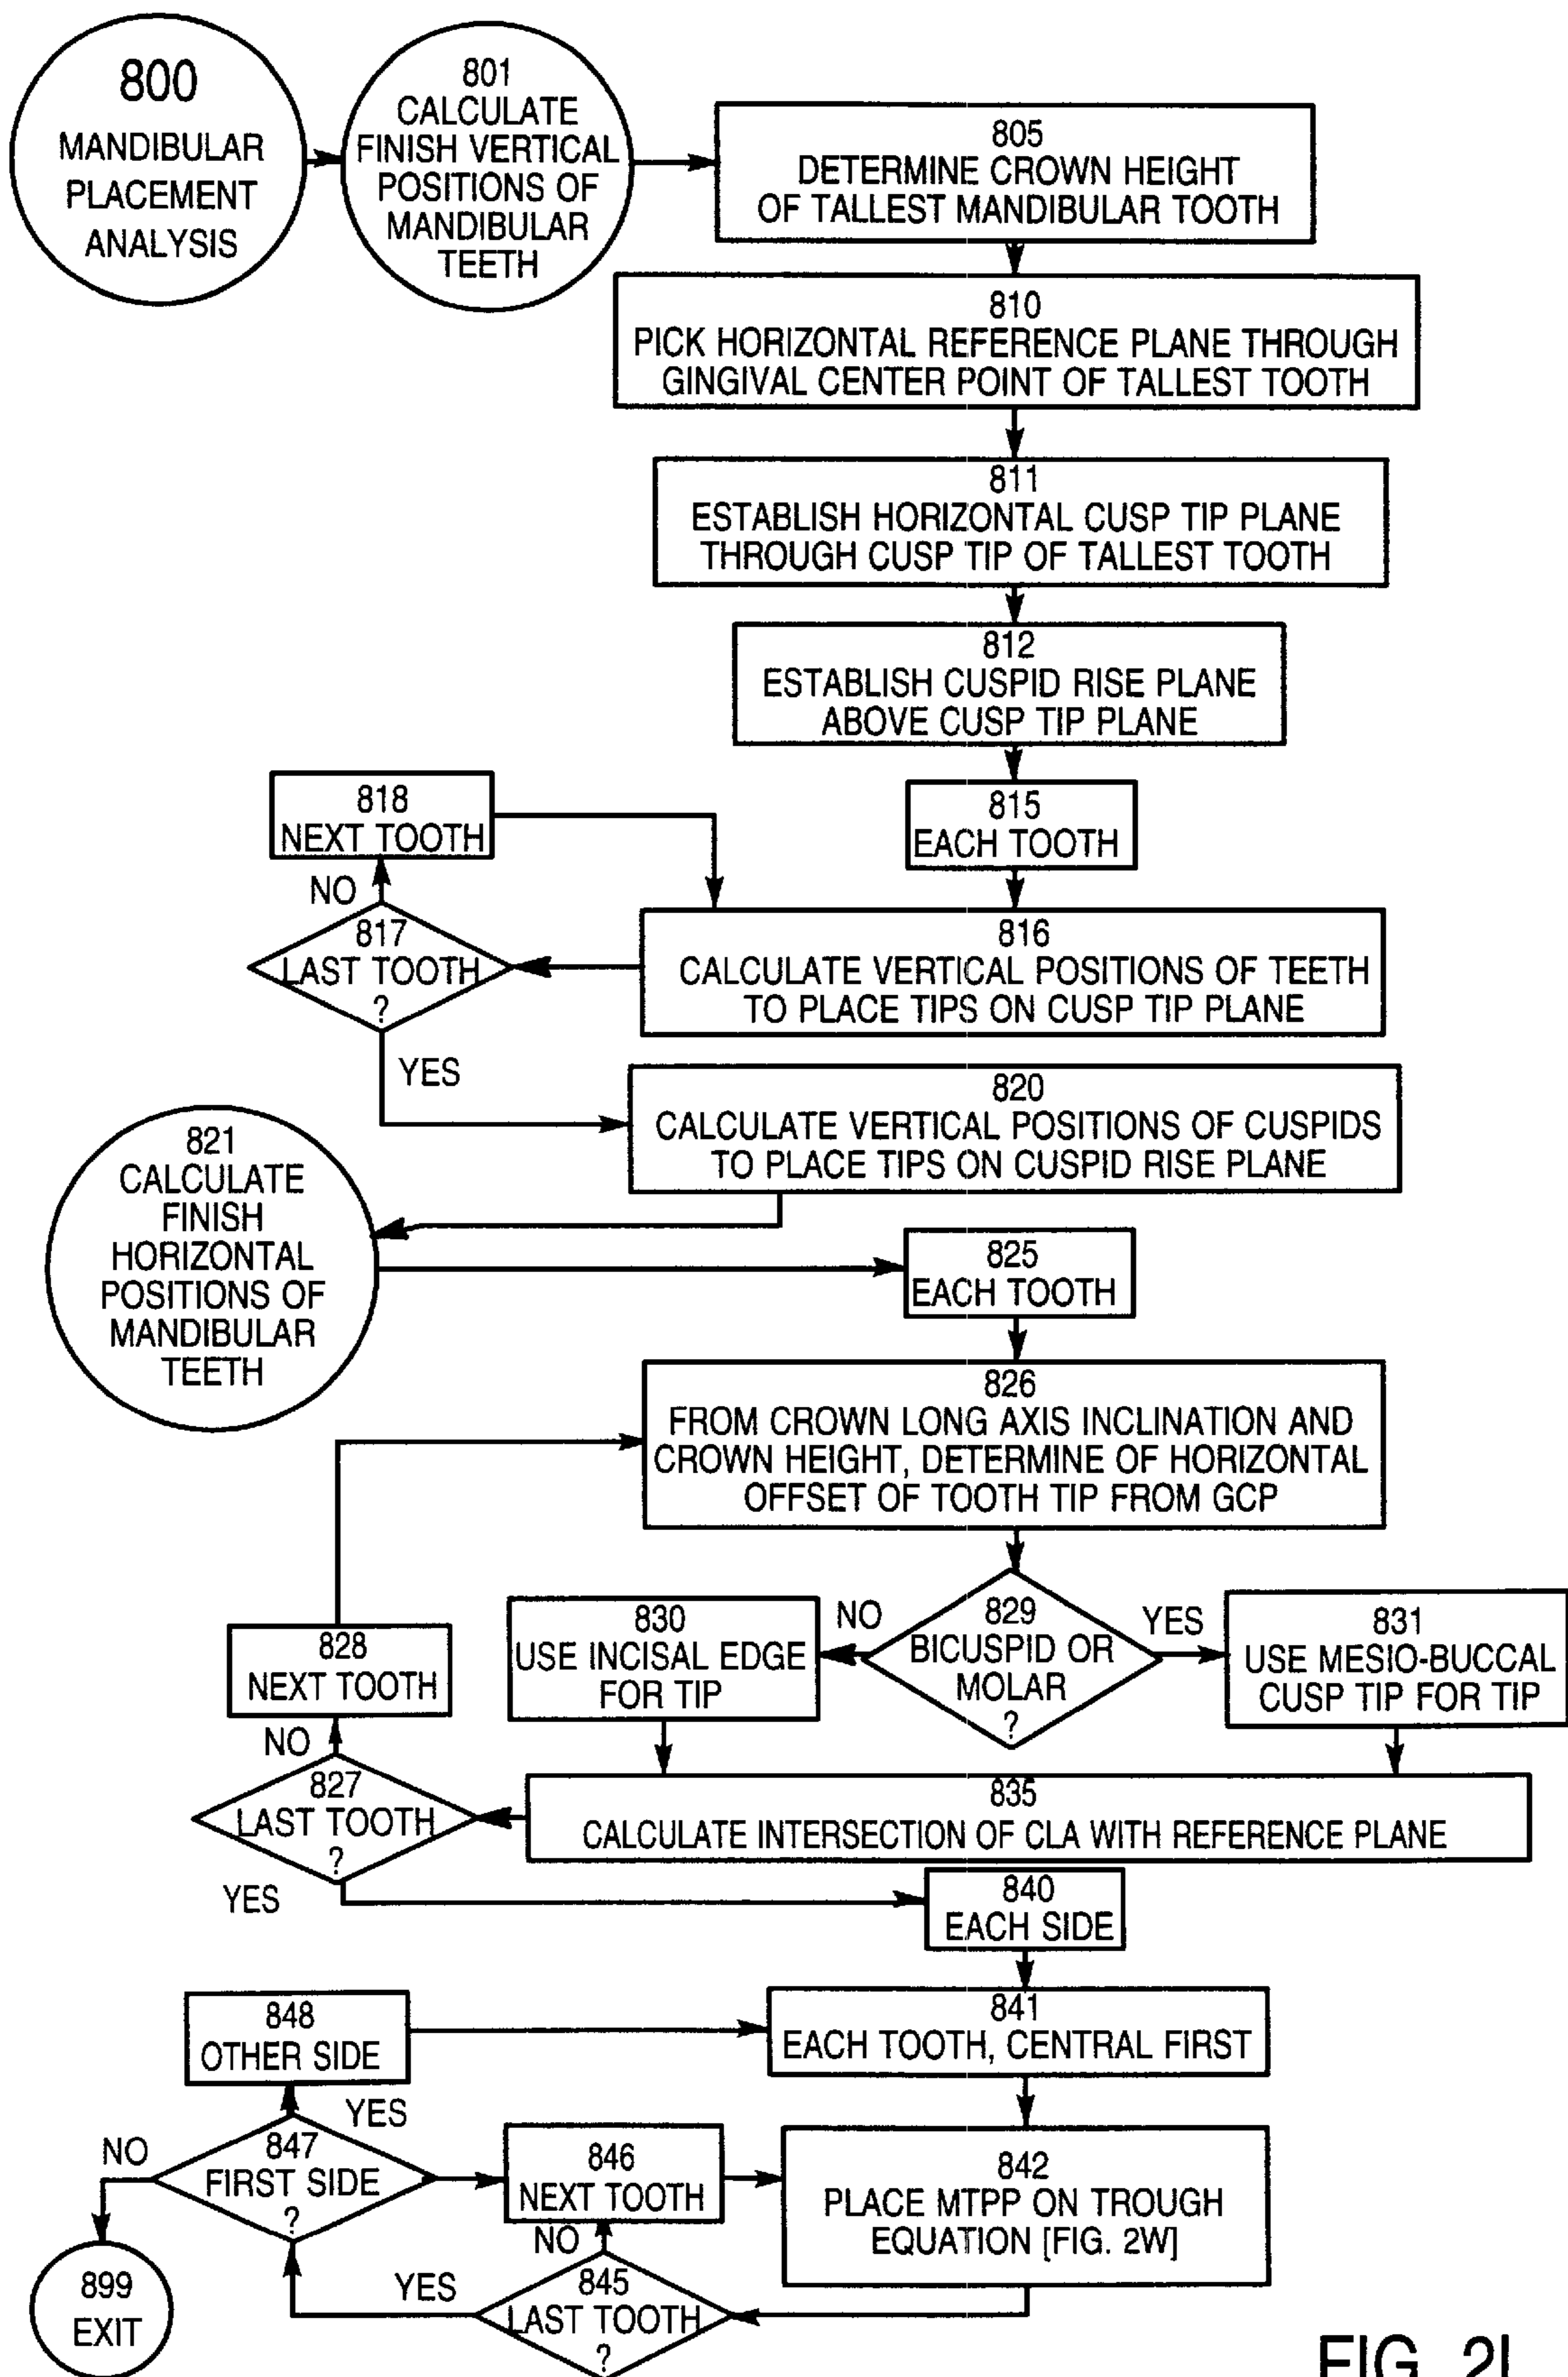 800
MANDIBULAR
PLACEMENT
ANALYSIS
801
CALCULATE
FINISH VERTICAL
POSITIONS OF
MANDIBULAR
TEETH
805
DETERMINE CROWN HEIGHT
OF TALLEST MANDIBULAR TOOTH
810
PICK HORIZONTAL REFERENCE PLANE THROUGH
GINGIVAL CENTER POINT OF TALLEST TOOTH
811
ESTABLISH HORIZONTAL CUSP TIP PLANE
THROUGH CUSP TIP OF TALLEST TOOTH
812
ESTABLISH CUSPID RISE PLANE
ABOVE CUSP TIP PLANE
815
EACH TOOTH
818
NEXT TOOTH
NO
817
LAST TOOTH
?
YES
816
CALCULATE VERTICAL POSITIONS OF TEETH
TO PLACE TIPS ON CUSP TIP PLANE
820
CALCULATE VERTICAL POSITIONS OF CUSPIDS
TO PLACE TIPS ON CUSPID RISE PLANE
821
CALCULATE
FINISH
HORIZONTAL
POSITIONS OF
MANDIBULAR
TEETH
825
EACH TOOTH
826
FROM CROWN LONG AXIS INCLINATION AND
CROWN HEIGHT, DETERMINE OF HORIZONTAL
OFFSET OF TOOTH TIP FROM GCP
829
BICUSPID OR
MOLAR
?
NO
YES
830
USE INCISAL EDGE
FOR TIP
831
USE MESIO-BUCCAL
CUSP TIP FOR TIP
828
NEXT TOOTH
NO
827
LAST TOOTH
?
YES
835
CALCULATE INTERSECTION OF CLA WITH REFERENCE PLANE
840
EACH SIDE
841
EACH TOOTH, CENTRAL FIRST
848
OTHER SIDE
YES
847
FIRST SIDE
?
NO
846
NEXT TOOTH
NO
842
PLACE MTPP ON TROUGH
EQUATION [FIG. 2W]
845
LAST TOOTH
?
YES
899
EXIT